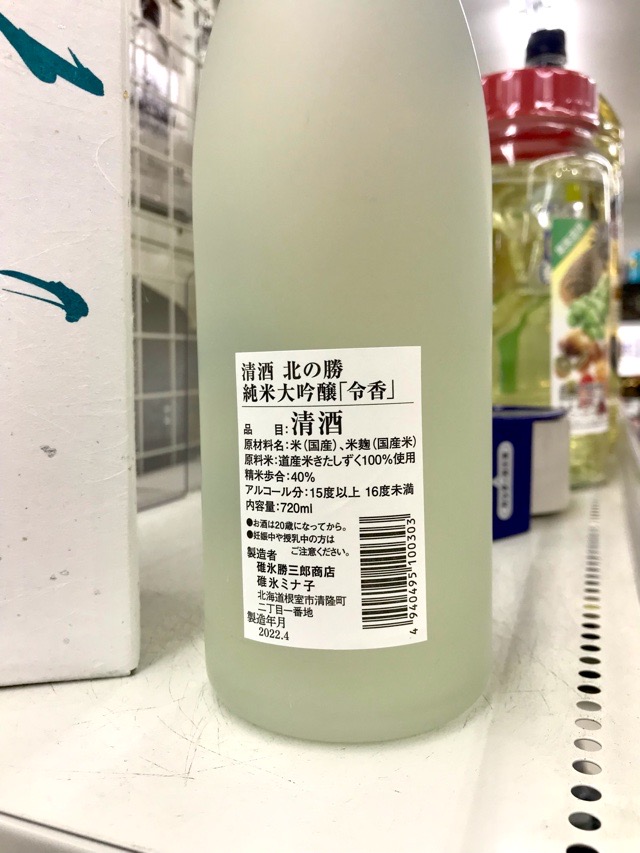 清酒 北の勝
純米大吟醸「令香」
品 目:清酒
原材料名:米(国産)、米麹(国産米)
原料米:道産米きたしずく100%使用
精米歩合:40%
アルコール分:15度以上 16度未満
内容量:720ml
●お酒は20歳になってから。
●妊娠中や授乳中の方は
ご注意ください。
製造者
碓氷勝三郎商店
碓氷ミナ子
北海道根室市清隆町
二丁目一番地
製造年月
2022.4
4 940495 100303